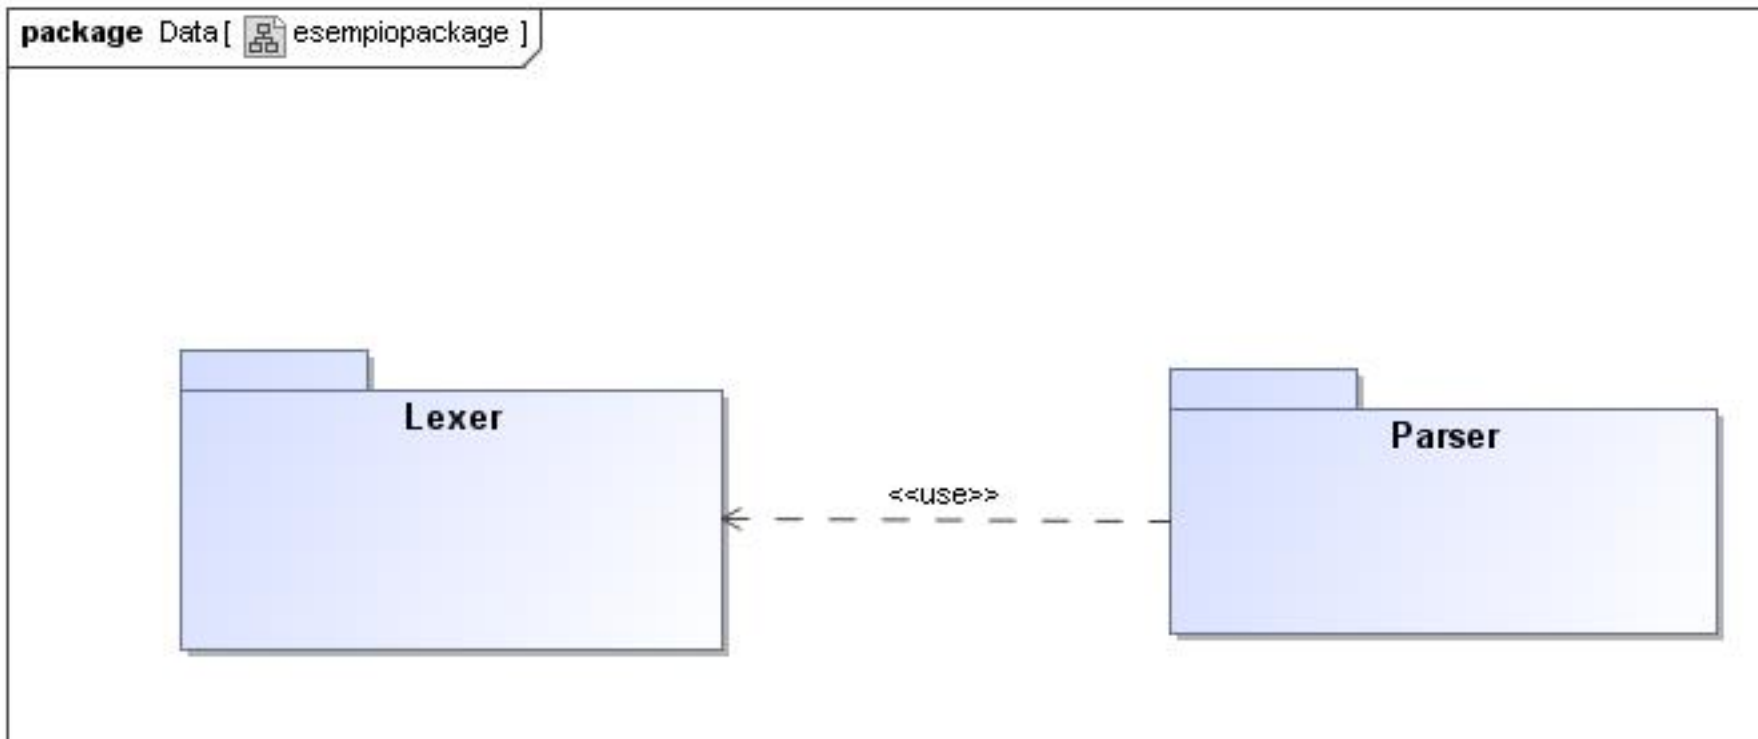 package Data [ esempiopackage ]
Lexer
Parser
<<use>>